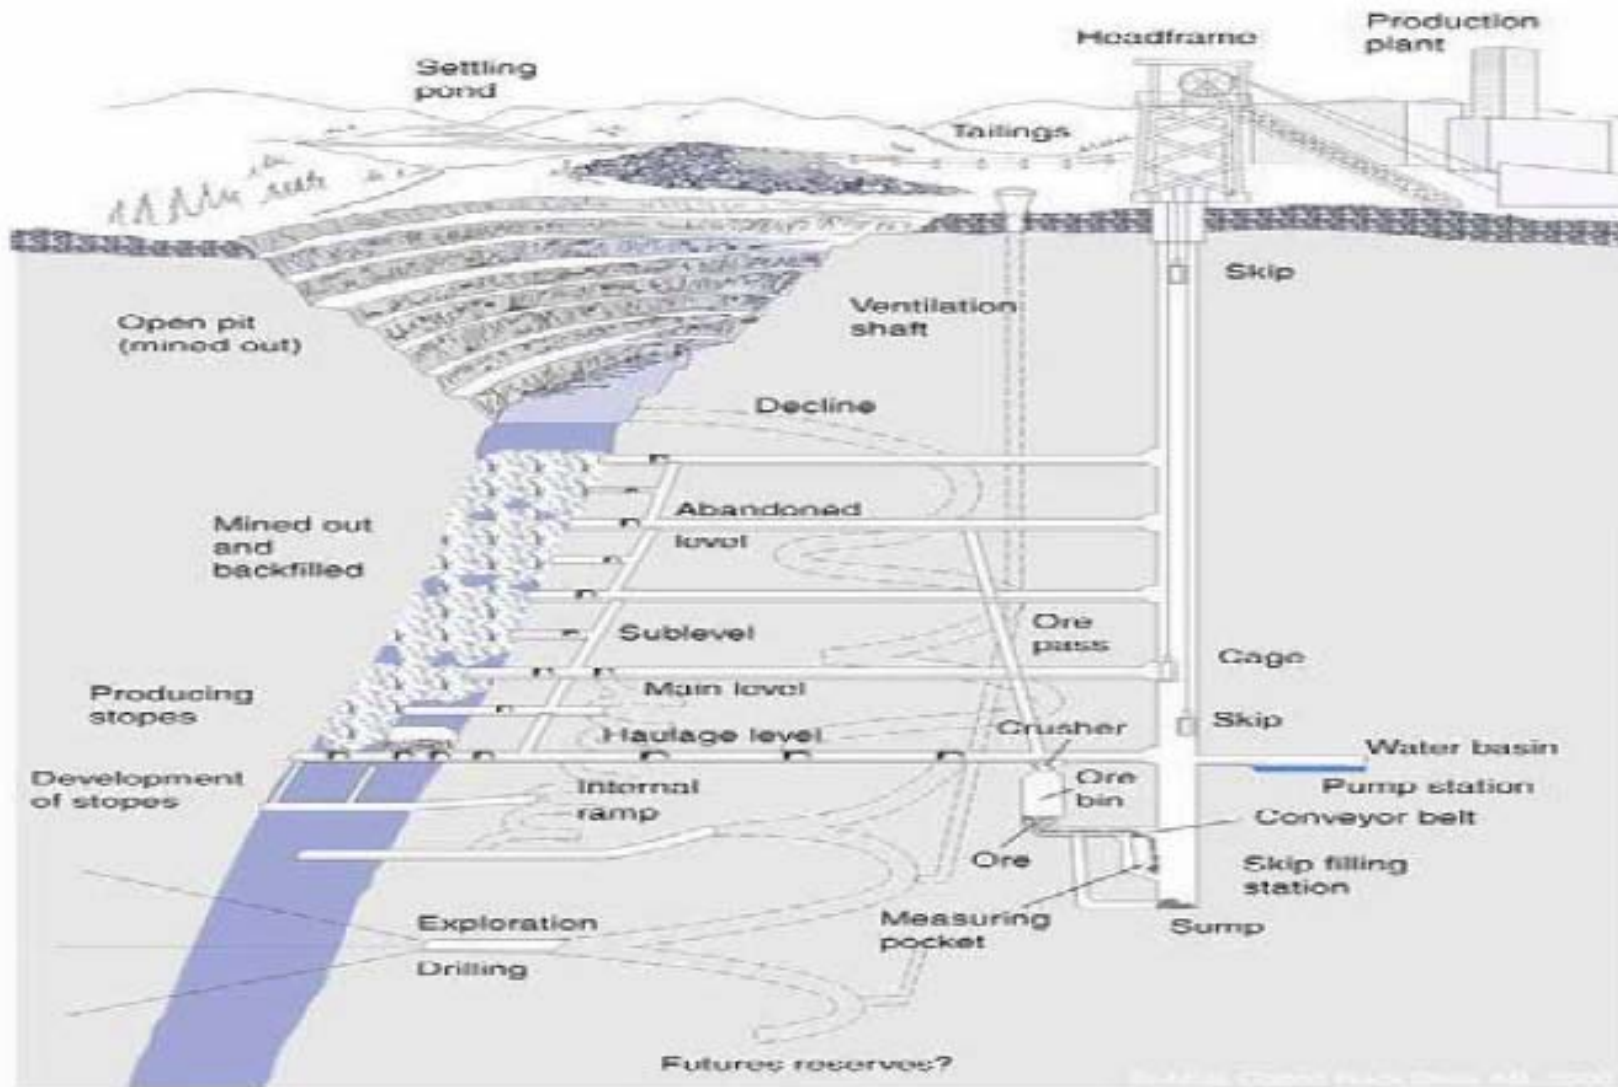 Production
plant
Headframe
Settling
pond
Tailings
Skip
Open pit
(mined out)
Ventilation
shaft
Decline
Mined out
and
backfilled
Abandoned
level
Sublevel
Ore
pass
Cage
Producing
stopes
Main level
Haulage level
Crusher
Skip
Water basin
Development
of stopes
Internal
ramp
Ore
bin
Pump station
Conveyor belt
Ore
Skip filling
station
Exploration
Drilling
Measuring
pocket
Sump
Futures reserves?